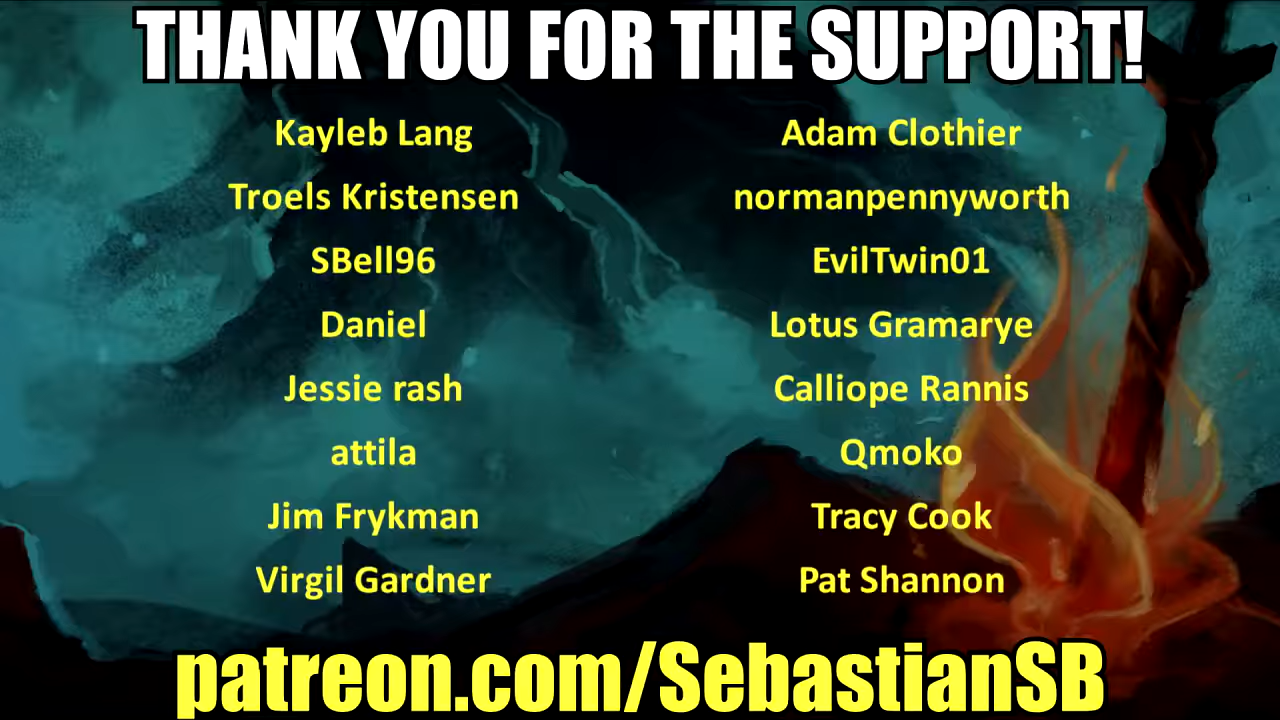 THANK YOU FOR THE SUPPORT!
Kayleb Lang
Troels Kristensen
SBell96
Daniel
Jessie rash
attila
Jim Frykman
Virgil Gardner
Adam Clothier
normanpennyworth
EvilTwin01
Lotus Gramarye
Calliope Rannis
Qmoko
Tracy Cook
Pat Shannon
patreon.com/SebastianSB